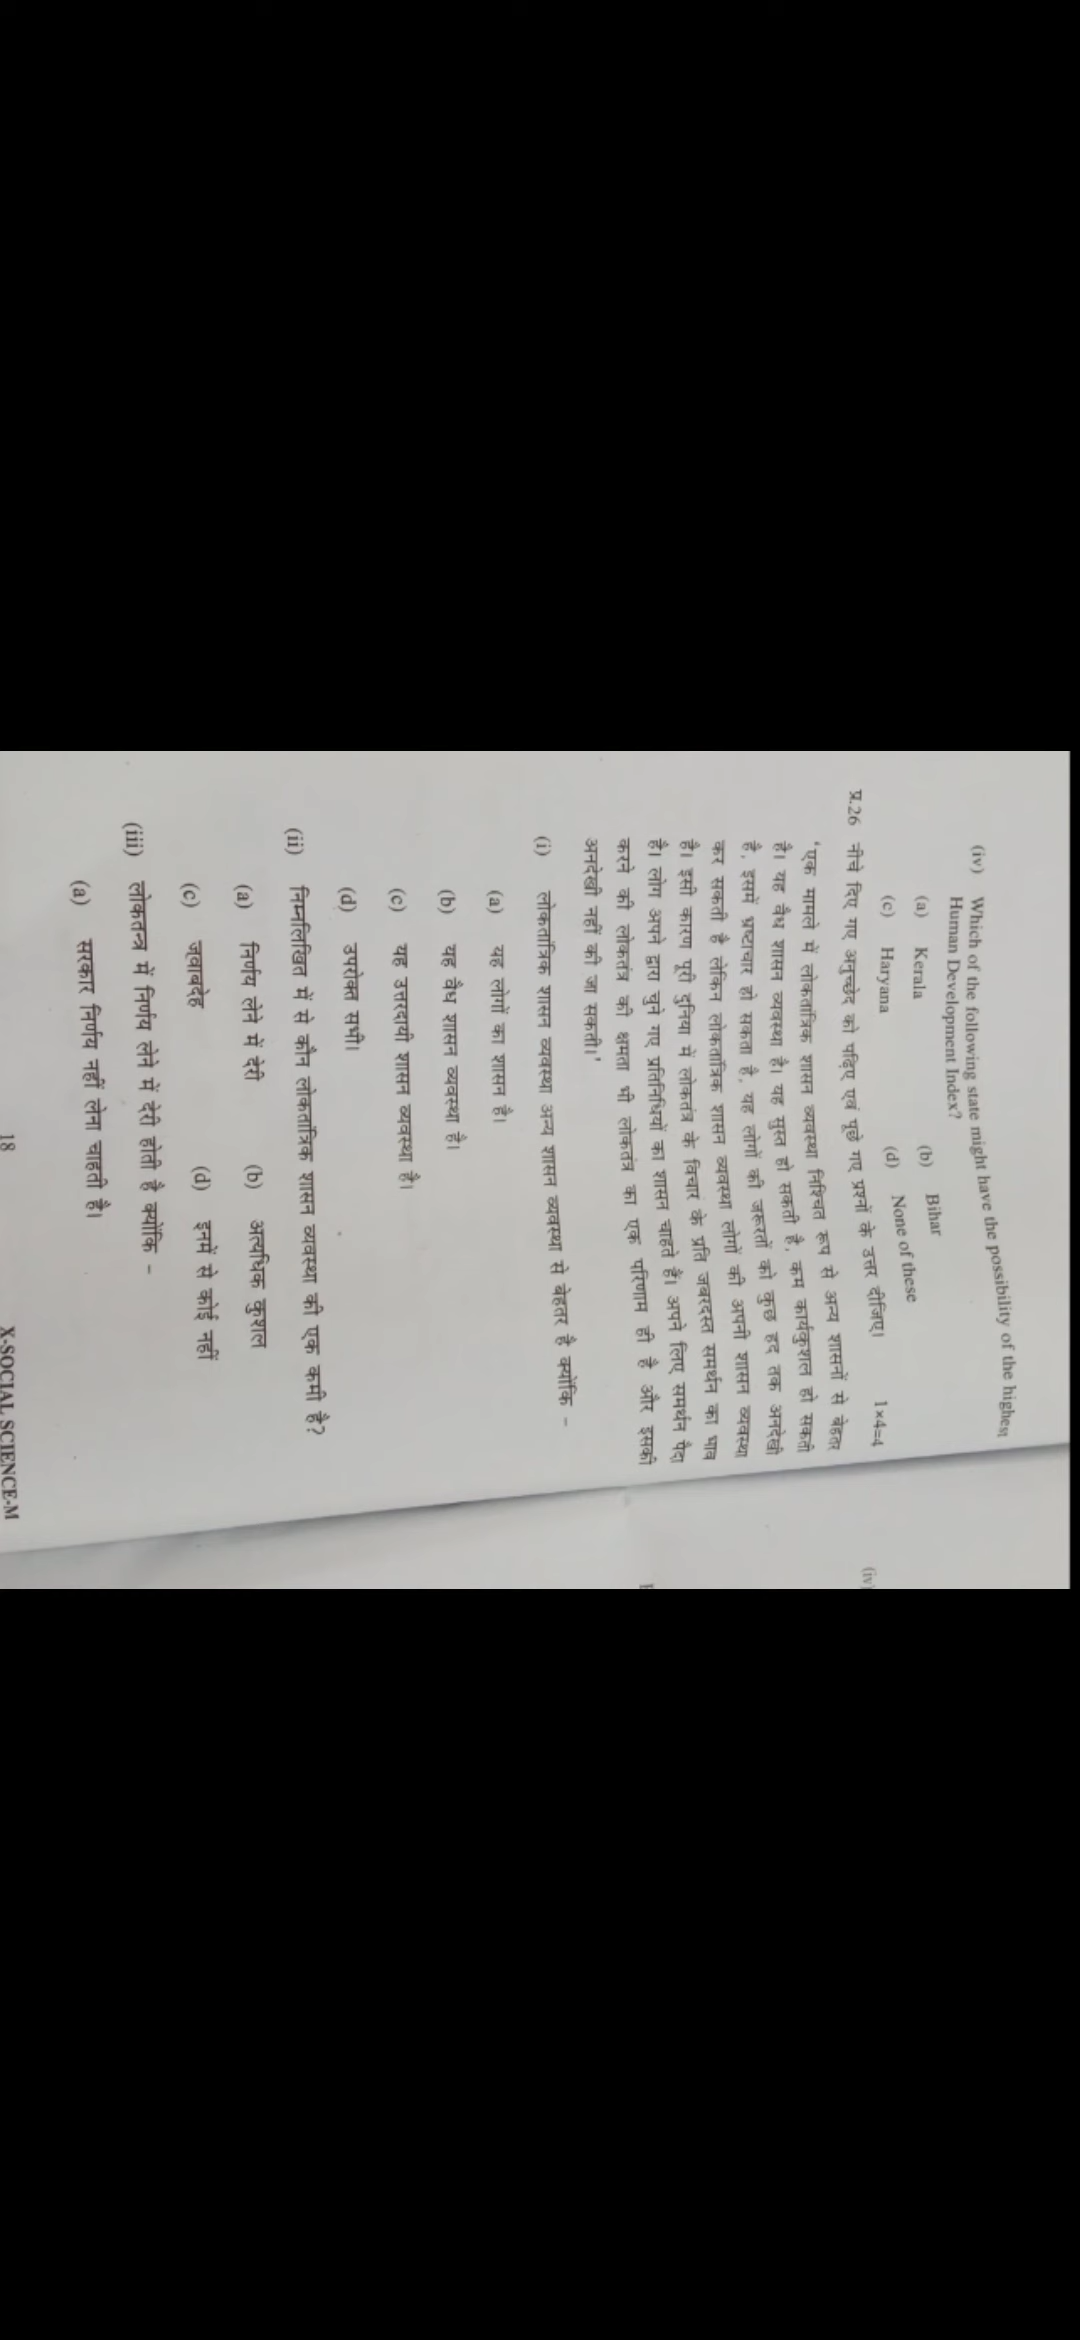 (iv) Which of the following state might have the possibility of the highest
Human Development Index?
(a) Kerala (b) Bihar
(c) Haryana (d) None of these
प्र.26 नीचे दिए गए अनुच्छेद को पढ़िए एवं पूछे गए प्रश्नों के उत्तर दीजिए। 1×4=4
'एक मामले में लोकतांत्रिक शासन व्यवस्था निश्चित रूप से अन्य शासनों से बेहतर
है। यह वैध शासन व्यवस्था है। यह सुस्त हो सकती है, कम कार्यकुशल हो सकती
है, इसमें भ्रष्टाचार हो सकता है, यह लोगों की जरूरतों को कुछ हद तक अनदेखी
कर सकती है लेकिन लोकतांत्रिक शासन व्यवस्था लोगों की अपनी शासन व्यवस्था
है। इसी कारण पूरी दुनिया में लोकतंत्र के विचार के प्रति जबरदस्त समर्थन का भाव
है। लोग अपने द्वारा चुने गए प्रतिनिधियों का शासन चाहते हैं। अपने लिए समर्थन पैदा
करने की लोकतंत्र की क्षमता भी लोकतंत्र का एक परिणाम ही है और इसकी
अनदेखी नहीं की जा सकती।'
(i) लोकतांत्रिक शासन व्यवस्था अन्य शासन व्यवस्था से बेहतर है क्योंकि –
(a) यह लोगों का शासन है।
(b) यह वैध शासन व्यवस्था है।
(c) यह उत्तरदायी शासन व्यवस्था है।
(d) उपरोक्त सभी।
(ii) निम्नलिखित में से कौन लोकतांत्रिक शासन व्यवस्था की एक कमी है?
(a) निर्णय लेने में देरी (b) अत्यधिक कुशल
(c) जवाबदेह (d) इनमें से कोई नहीं
(iii) लोकतन्त्र में निर्णय लेने में देरी होती है क्योंकि –
(a) सरकार निर्णय नहीं लेना चाहती है।
18 X-SOCIAL SCIENCE-M
(iv)